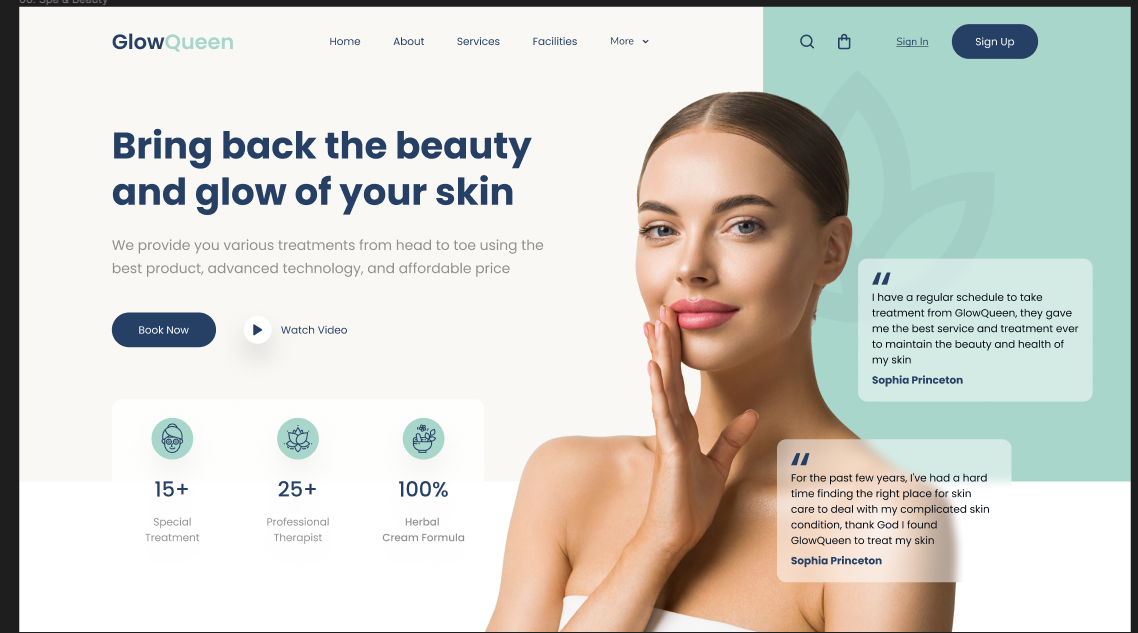 06. Spa & Beauty
GlowQueen
Home
About
Services
Facilities
More
Sign In
Sign Up
Bring back the beauty
and glow of your skin
We provide you various treatments from head to toe using the
best product, advanced technology, and affordable price
Book Now
Watch Video
I have a regular schedule to take
treatment from GlowQueen, they gave
me the best service and treatment ever
to maintain the beauty and health of
my skin
Sophia Princeton
15+
Special
Treatment
25+
Professional
Therapist
100%
Herbal
Cream Formula
For the past few years, I've had a hard
time finding the right place for skin
care to deal with my complicated skin
condition, thank God I found
GlowQueen to treat my skin
Sophia Princeton